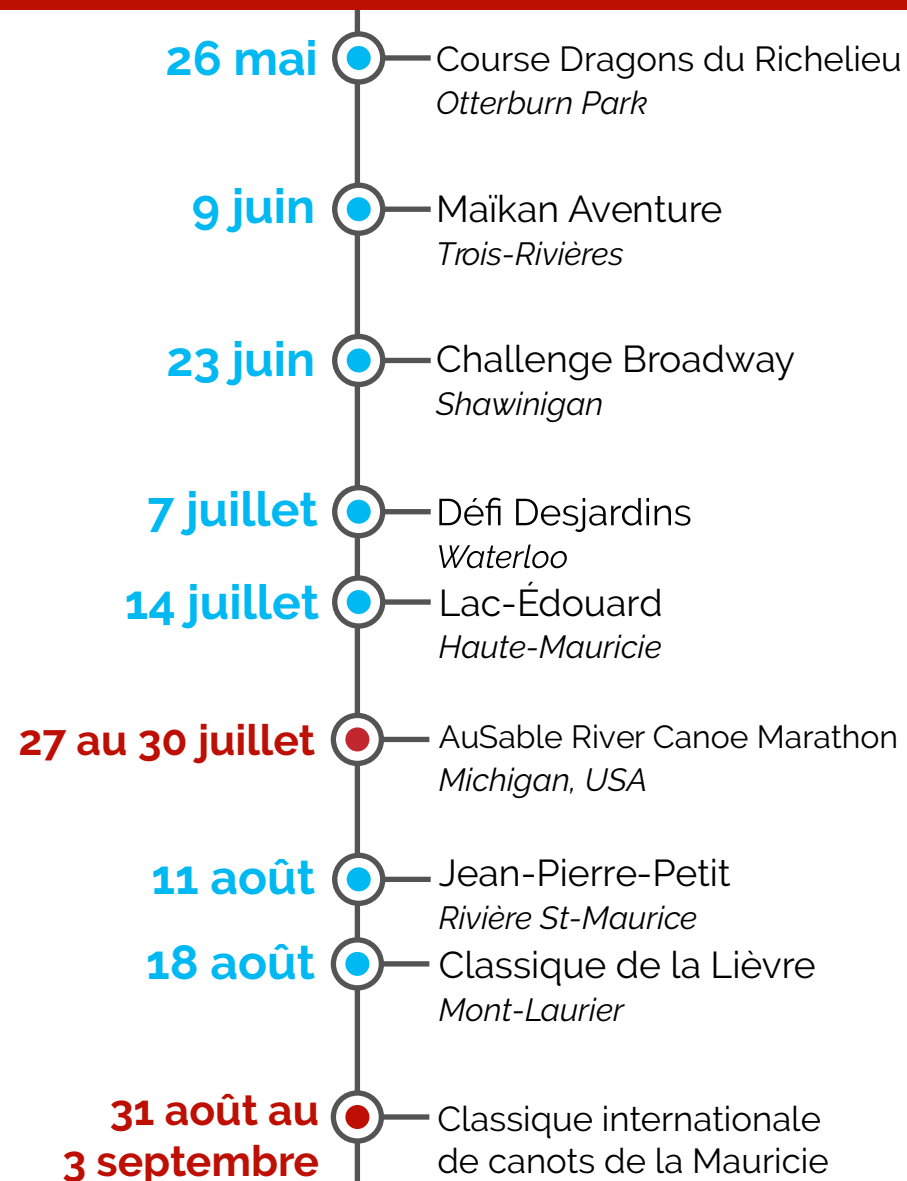 26 mai
Course Dragons du Richelieu
Otterburn Park
9 juin
Maïkan Aventure
Trois-Rivières
23 juin
Challenge Broadway
Shawinigan
7 juillet
Défi Desjardins
Waterloo
14 juillet
Lac-Édouard
Haute-Mauricie
27 au 30 juillet
AuSable River Canoe Marathon
Michigan, USA
11 août
Jean-Pierre-Petit
Rivière St-Maurice
18 août
Classique de la Lièvre
Mont-Laurier
31 août au
3 septembre
Classique internationale
de canots de la Mauricie